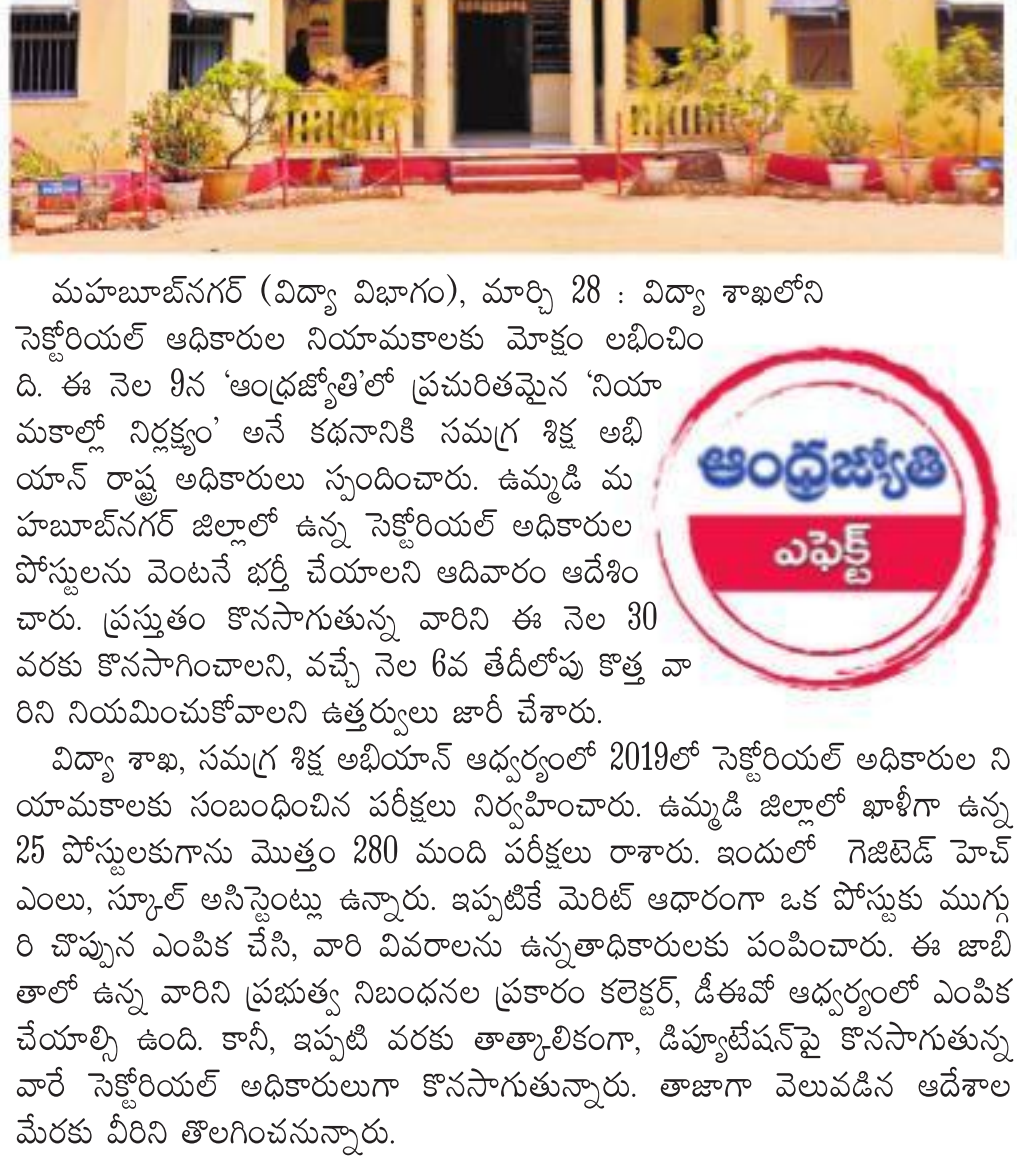 మహబూబ్‌నగర్ (విద్యా విభాగం), మార్చి 28 : విద్యా శాఖలోని
సెక్టోరియల్ ఆధికారుల నియామకాలకు మోక్షం లభించిం
ది. ఈ నెల 9న ‘ఆంధ్రజ్యోతి’లో ప్రచురితమైన ‘నియా
మకాల్లో నిర్లక్ష్యం’ అనే కథనానికి సమగ్ర శిక్ష అభి
యాన్ రాష్ట్ర అధికారులు స్పందించారు. ఉమ్మడి మ
హబూబ్‌నగర్ జిల్లాలో ఉన్న సెక్టోరియల్ అధికారుల
పోస్టులను వెంటనే భర్తీ చేయాలని ఆదివారం ఆదేశిం
చారు. ప్రస్తుతం కొనసాగుతున్న వారిని ఈ నెల 30
వరకు కొనసాగించాలని, వచ్చే నెల 6వ తేదీలోపు కొత్త వా
రిని నియమించుకోవాలని ఉత్తర్వులు జారీ చేశారు.
ఆంధ్రజ్యోతి
ఎఫెక్ట్
విద్యా శాఖ, సమగ్ర శిక్ష అభియాన్ ఆధ్వర్యంలో 2019లో సెక్టోరియల్ అధికారుల ని
యామకాలకు సంబంధించిన పరీక్షలు నిర్వహించారు. ఉమ్మడి జిల్లాలో ఖాళీగా ఉన్న
25 పోస్టులకుగాను మొత్తం 280 మంది పరీక్షలు రాశారు. ఇందులో గెజిటెడ్ హెచ్
ఎంలు, స్కూల్ అసిస్టెంట్లు ఉన్నారు. ఇప్పటికే మెరిట్ ఆధారంగా ఒక పోస్టుకు ముగ్గు
రి చొప్పున ఎంపిక చేసి, వారి వివరాలను ఉన్నతాధికారులకు పంపించారు. ఈ జాబి
తాలో ఉన్న వారిని ప్రభుత్వ నిబంధనల ప్రకారం కలెక్టర్, డీఈవో ఆధ్వర్యంలో ఎంపిక
చేయాల్సి ఉంది. కానీ, ఇప్పటి వరకు తాత్కాలికంగా, డిప్యూటేషన్‌పై కొనసాగుతున్న
వారే సెక్టోరియల్ అధికారులుగా కొనసాగుతున్నారు. తాజాగా వెలువడిన ఆదేశాల
మేరకు వీరిని తొలగించనున్నారు.